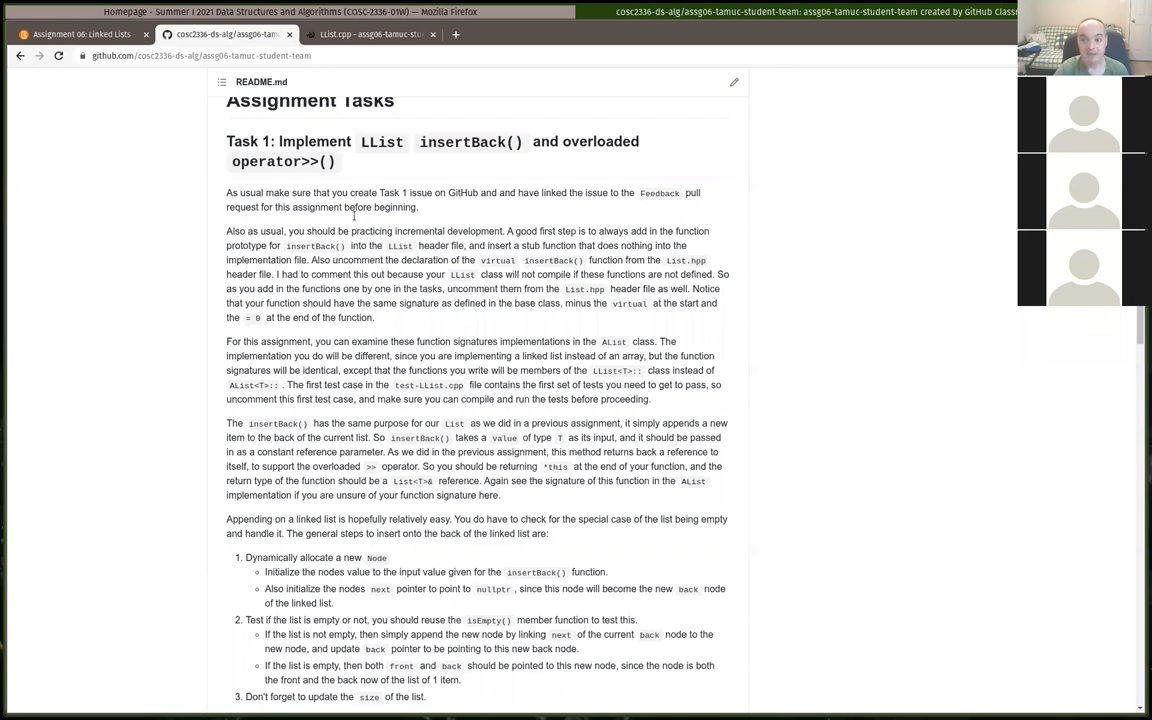 Homepage - Summer I 2021 Data Structures and Algorithms (COSC-2336-01W) — Mozilla Firefox
cosc2336-ds-alg/assg06-tamuc-student-team: assg06-tamuc-student-team created by GitHub Classr
Assignment 06: Linked Lists
cosc2336-ds-alg/assg06-tamu
LList.cpp - assg06-tamuc-stu
github.com/cosc2336-ds-alg/assg06-tamuc-student-team
README.md
Assignment Tasks
Task 1: Implement LList insertBack() and overloaded
operator>>()
As usual make sure that you create Task 1 issue on GitHub and and have linked the issue to the Feedback pull
request for this assignment before beginning.
Also as usual, you should be practicing incremental development. A good first step is to always add in the function
prototype for insertBack() into the LList header file, and insert a stub function that does nothing into the
implementation file. Also uncomment the declaration of the virtual insertBack() function from the List.hpp
header file. I had to comment this out because your LList class will not compile if these functions are not defined. So
as you add in the functions one by one in the tasks, uncomment them from the List.hpp header file as well. Notice
that your function should have the same signature as defined in the base class, minus the virtual at the start and
the = 0 at the end of the function.
For this assignment, you can examine these function signatures implementations in the AList class. The
implementation you do will be different, since you are implementing a linked list instead of an array, but the function
signatures will be identical, except that the functions you write will be members of the LList<T>:: class instead of
AList<T>:: . The first test case in the test-LList.cpp file contains the first set of tests you need to get to pass, so
uncomment this first test case, and make sure you can compile and run the tests before proceeding.
The insertBack() has the same purpose for our List as we did in a previous assignment, it simply appends a new
item to the back of the current list. So insertBack() takes a value of type T as its input, and it should be passed
in as a constant reference parameter. As we did in the previous assignment, this method returns back a reference to
itself, to support the overloaded >> operator. So you should be returning *this at the end of your function, and the
return type of the function should be a List<T>& reference. Again see the signature of this function in the AList
implementation if you are unsure of your function signature here.
Appending on a linked list is hopefully relatively easy. You do have to check for the special case of the list being empty
and handle it. The general steps to insert onto the back of the linked list are:
1. Dynamically allocate a new Node
Initialize the nodes value to the input value given for the insertBack() function.
Also initialize the nodes next pointer to point to nullptr , since this node will become the new back node
of the linked list.
2. Test if the list is empty or not, you should reuse the isEmpty() member function to test this.
If the list is not empty, then simply append the new node by linking next of the current back node to the
new node, and update back pointer to be pointing to this new back node.
If the list is empty, then both front and back should be pointed to this new node, since the node is both
the front and the back now of the list of 1 item.
3. Don't forget to update the size of the list.